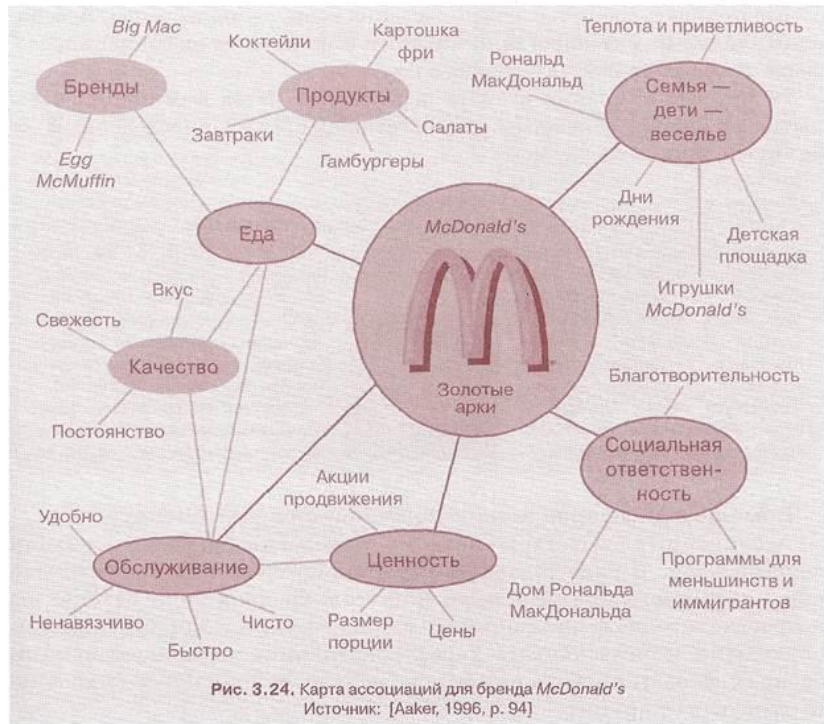 Big Mac
Бренды
Egg
McMuffin
Коктейли
Картошка
фри
Продукты
Завтраки
Салаты
Гамбургеры
Теплота и приветливость
Рональд
МакДональд
Семья —
дети —
веселье
Дни
рождения
Детская
площадка
Игрушки
McDonald's
Еда
McDonald's
Золотые
арки
Вкус
Свежесть
Качество
Постоянство
Благотворительность
Социальная
ответствен-
ность
Дом Рональда
МакДональда
Программы для
меньшинств и
иммигрантов
Акции
продвижения
Ценность
Размер
порции
Цены
Удобно
Обслуживание
Ненавязчиво
Быстро
Чисто
Рис. 3.24. Карта ассоциаций для бренда McDonald's
Источник: [Aaker, 1996, p. 94]